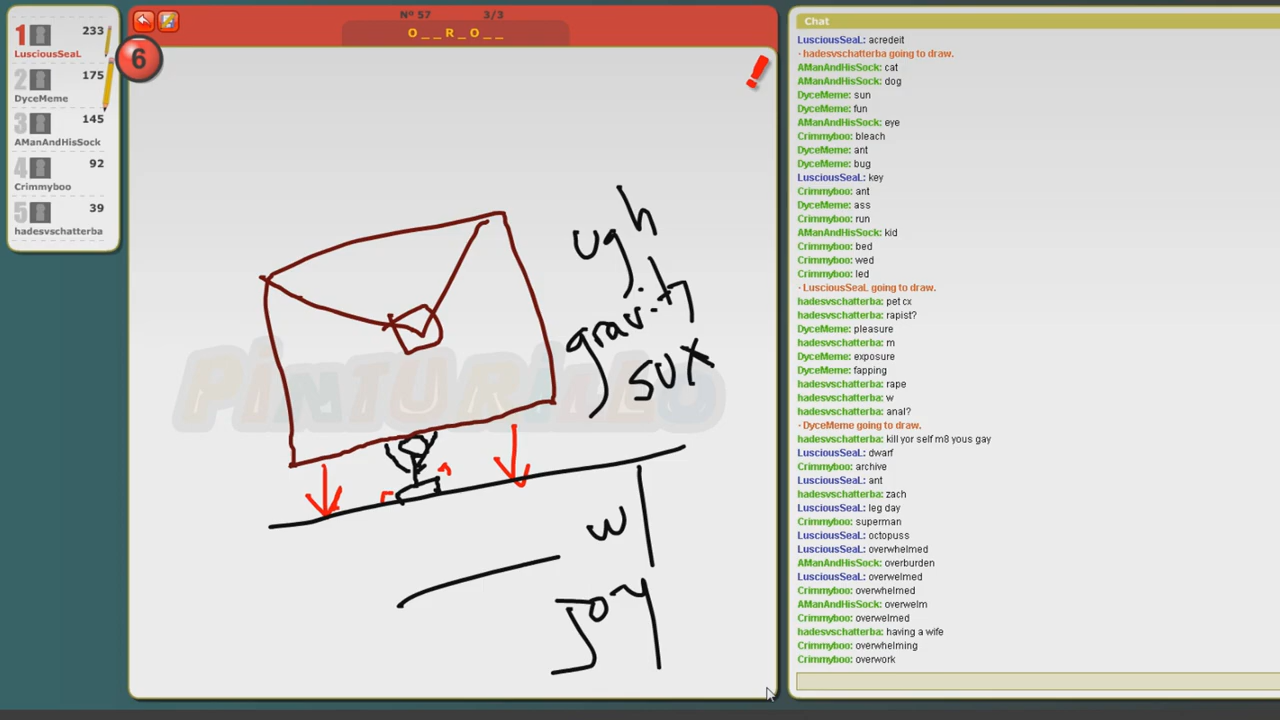 1 233
LusciousSeaL
2 175
DyceMeme
3 145
AManAndHisSock
4 92
Crimmyboo
5 39
hadesvschatterba
6
Nº 57 3/3
O__R_O__
!
ugh
gravity
sux
w
joy
PINTURILLO
Chat
LusciousSeaL: acredeit
· hadesvschatterba going to draw.
AManAndHisSock: cat
AManAndHisSock: dog
DyceMeme: sun
DyceMeme: fun
AManAndHisSock: eye
Crimmyboo: bleach
DyceMeme: ant
DyceMeme: bug
LusciousSeaL: key
Crimmyboo: ant
DyceMeme: ass
Crimmyboo: run
AManAndHisSock: kid
Crimmyboo: bed
Crimmyboo: wed
Crimmyboo: led
· LusciousSeaL going to draw.
hadesvschatterba: pet cx
hadesvschatterba: rapist?
DyceMeme: pleasure
hadesvschatterba: m
DyceMeme: exposure
DyceMeme: fapping
hadesvschatterba: rape
hadesvschatterba: w
hadesvschatterba: anal?
· DyceMeme going to draw.
hadesvschatterba: kill yor self m8 yous gay
LusciousSeaL: dwarf
Crimmyboo: archive
LusciousSeaL: ant
hadesvschatterba: zach
LusciousSeaL: leg day
Crimmyboo: superman
LusciousSeaL: octopuss
LusciousSeaL: overwhelmed
AManAndHisSock: overburden
LusciousSeaL: overwelmed
Crimmyboo: overwhelmed
AManAndHisSock: overwelm
Crimmyboo: overwelmed
hadesvschatterba: having a wife
Crimmyboo: overwhelming
Crimmyboo: overwork